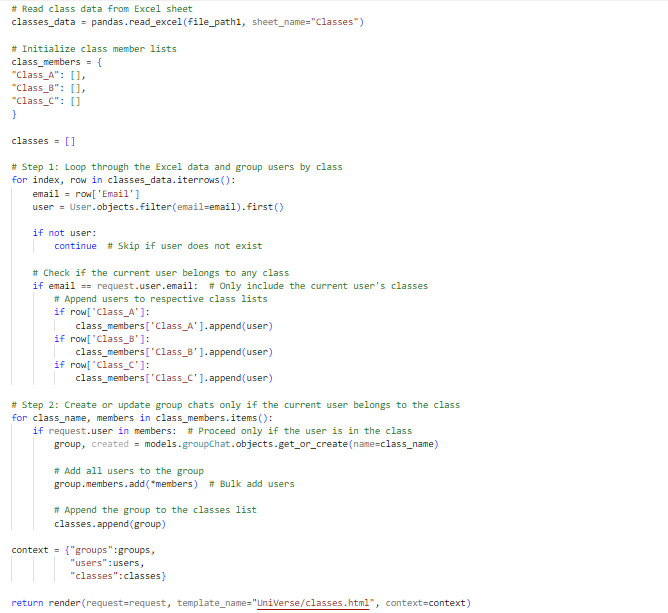 # Read class data from Excel sheet
classes_data = pandas.read_excel(file_path1, sheet_name="Classes")
# Initialize class member lists
class_members = {
"Class_A": [],
"Class_B": [],
"Class_C": []
}
classes = []
# Step 1: Loop through the Excel data and group users by class
for index, row in classes_data.iterrows():
    email = row['Email']
    user = User.objects.filter(email=email).first()
    if not user:
        continue  # Skip if user does not exist
    # Check if the current user belongs to any class
    if email == request.user.email:  # Only include the current user's classes
        # Append users to respective class lists
        if row['Class_A']:
            class_members['Class_A'].append(user)
        if row['Class_B']:
            class_members['Class_B'].append(user)
        if row['Class_C']:
            class_members['Class_C'].append(user)
# Step 2: Create or update group chats only if the current user belongs to the class
for class_name, members in class_members.items():
    if request.user in members:  # Proceed only if the user is in the class
        group, created = models.groupChat.objects.get_or_create(name=class_name)
        # Add all users to the group
        group.members.add(*members)  # Bulk add users
        # Append the group to the classes list
        classes.append(group)
context = {"groups":groups,
           "users":users,
           "classes":classes}
return render(request=request, template_name="UniVerse/classes.html", context=context)